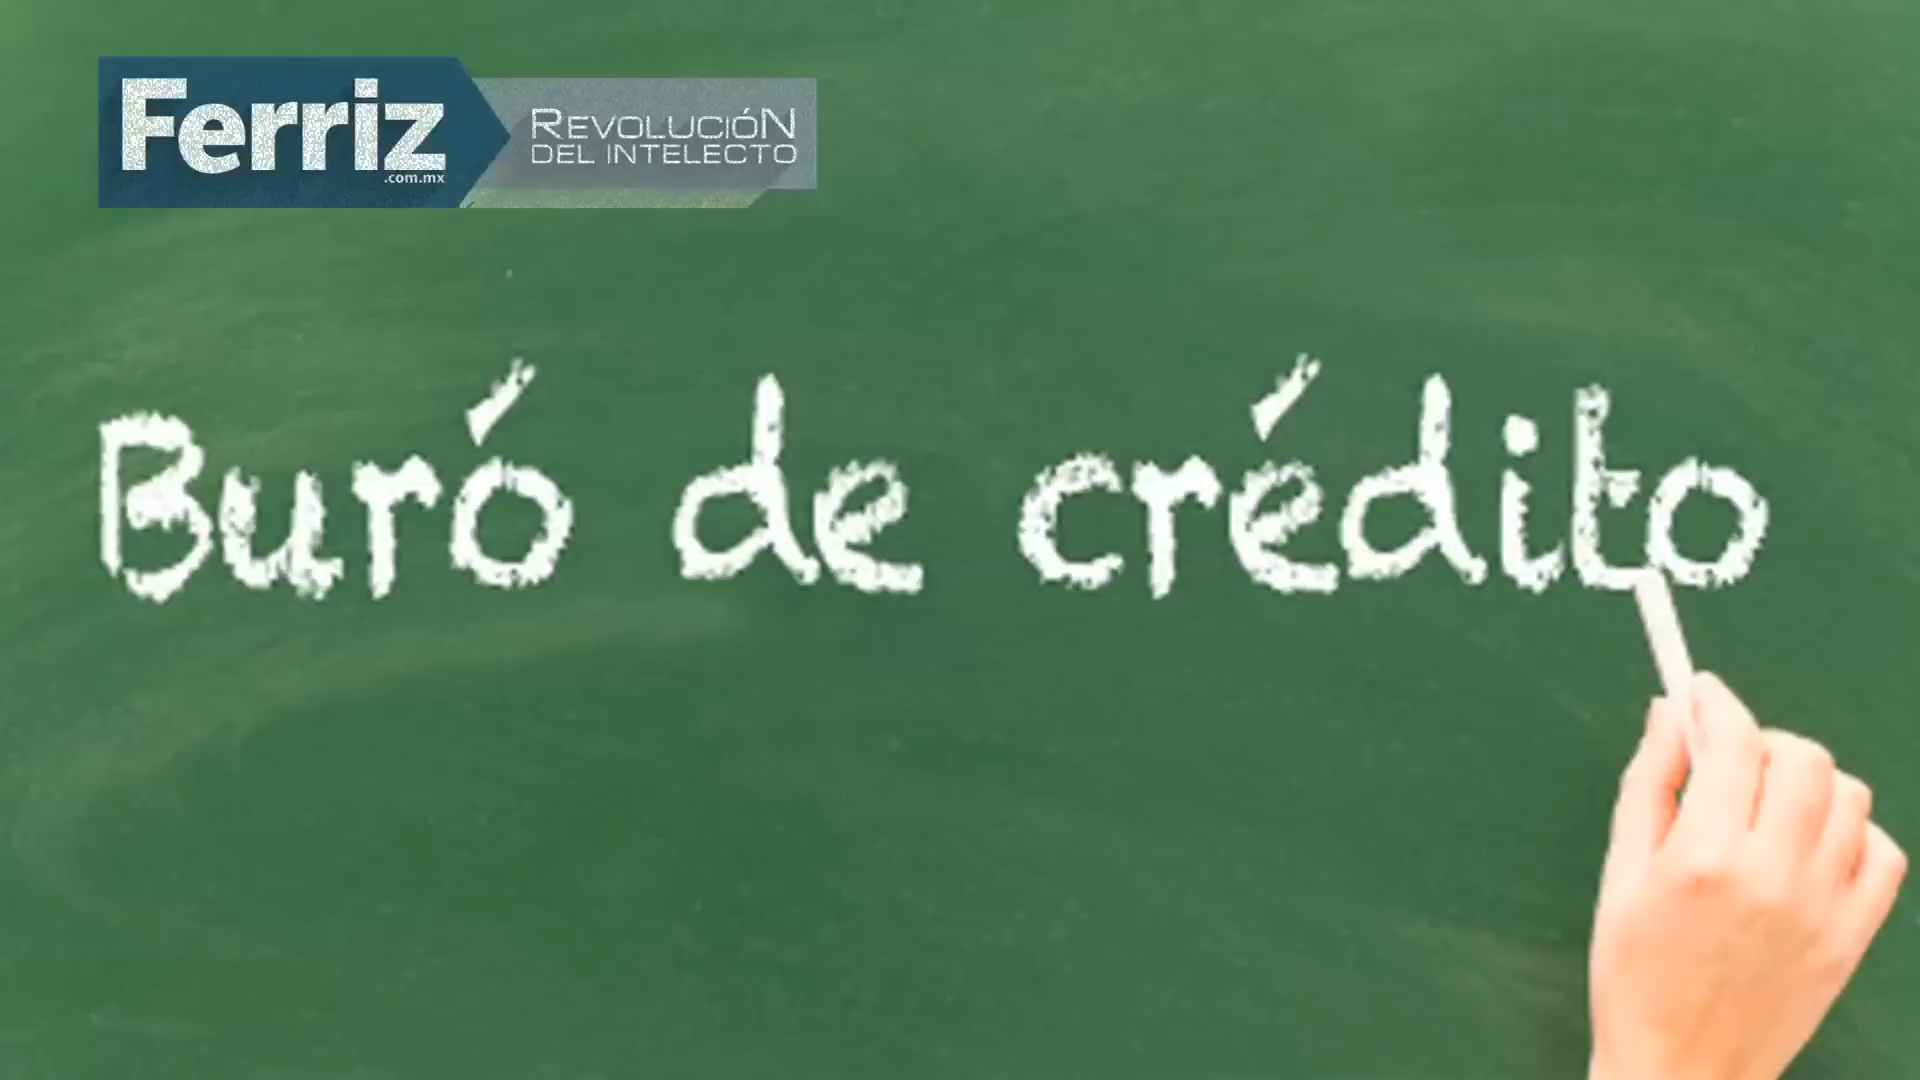 Ferriz
.com.mx
REVOLUCIÓN
DEL INTELECTO
Buró de crédito